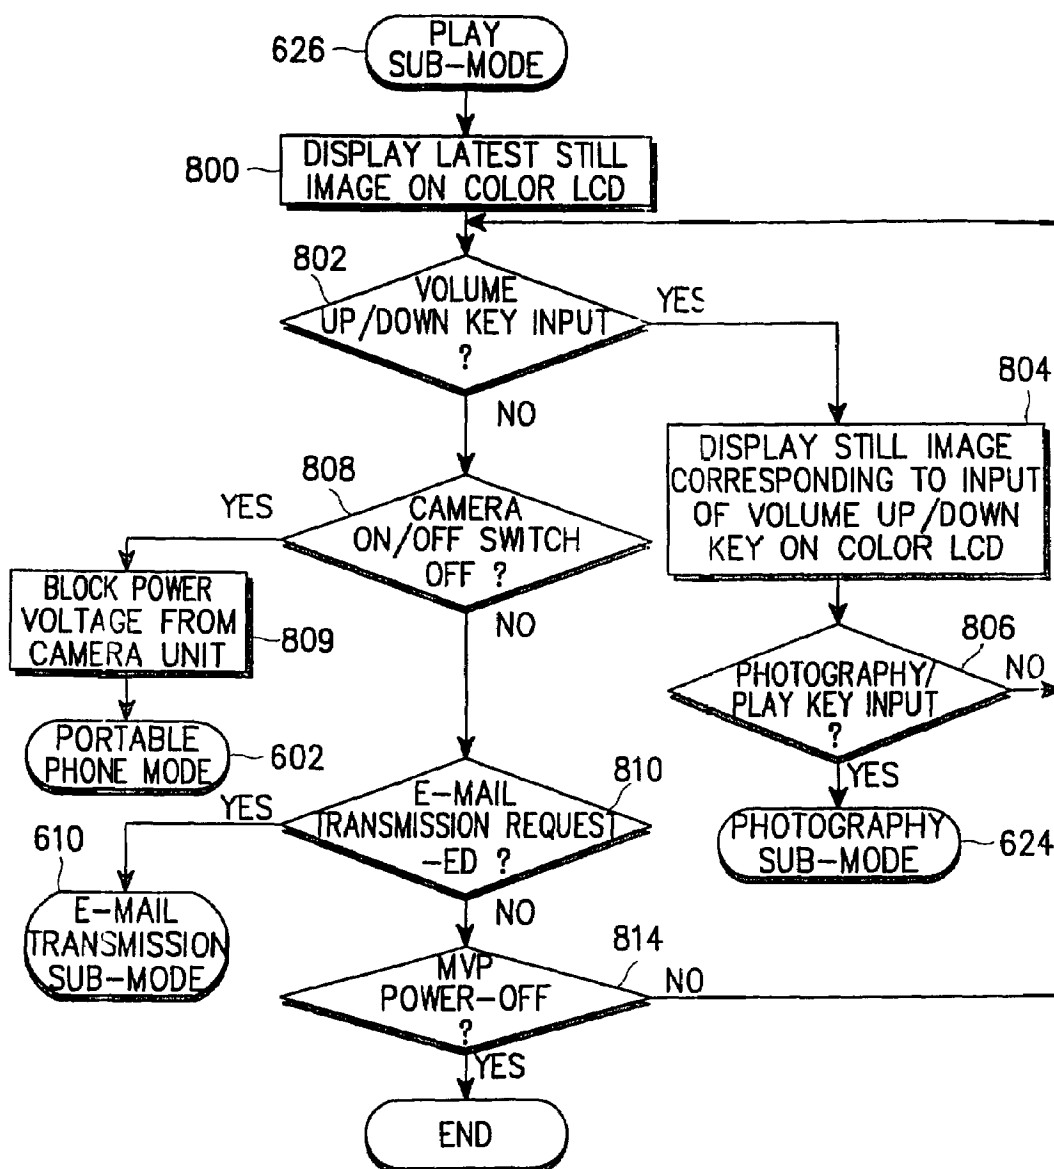 626
PLAY
SUB-MODE
800
DISPLAY LATEST STILL
IMAGE ON COLOR LCD
802
VOLUME
UP/DOWN KEY INPUT
?
YES
NO
804
DISPLAY STILL IMAGE
CORRESPONDING TO INPUT
OF VOLUME UP/DOWN
KEY ON COLOR LCD
808
YES
CAMERA
ON/OFF SWITCH
OFF ?
NO
BLOCK POWER
VOLTAGE FROM
CAMERA UNIT
809
806
PHOTOGRAPHY/
PLAY KEY INPUT
?
NO
YES
PORTABLE
PHONE MODE
602
810
YES
E-MAIL
TRANSMISSION REQUEST
-ED ?
NO
PHOTOGRAPHY
SUB-MODE
624
610
E-MAIL
TRANSMISSION
SUB-MODE
814
MVP
POWER-OFF
?
NO
YES
END